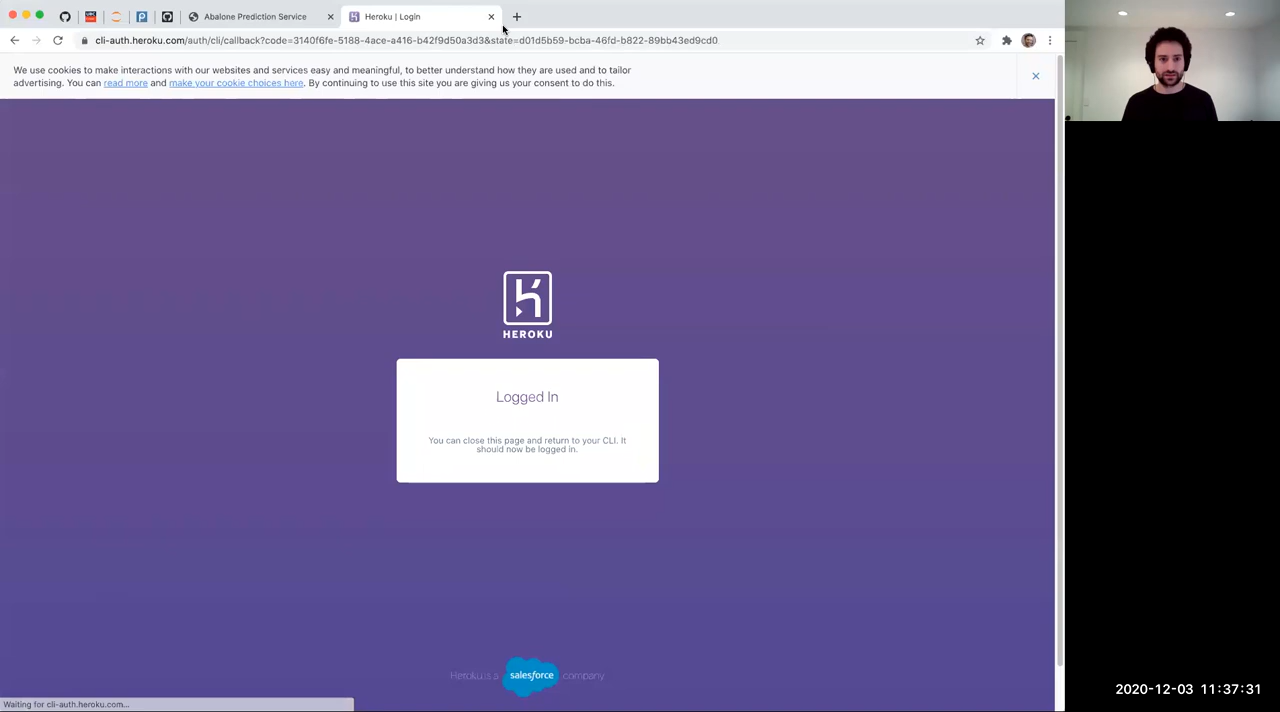 Abalone Prediction Service
Heroku | Login
cli-auth.heroku.com/auth/cli/callback?code=3140f6fe-5188-4ace-a416-b42f9d50a3d3&state=d01d5b59-bcba-46fd-b822-89bb43ed9cd0
We use cookies to make interactions with our websites and services easy and meaningful, to better understand how they are used and to tailor
advertising. You can read more and make your cookie choices here. By continuing to use this site you are giving us your consent to do this.
HEROKU
Logged In
You can close this page and return to your CLI. It
should now be logged in.
Heroku is a salesforce company
Waiting for cli-auth.heroku.com...
2020-12-03 11:37:31